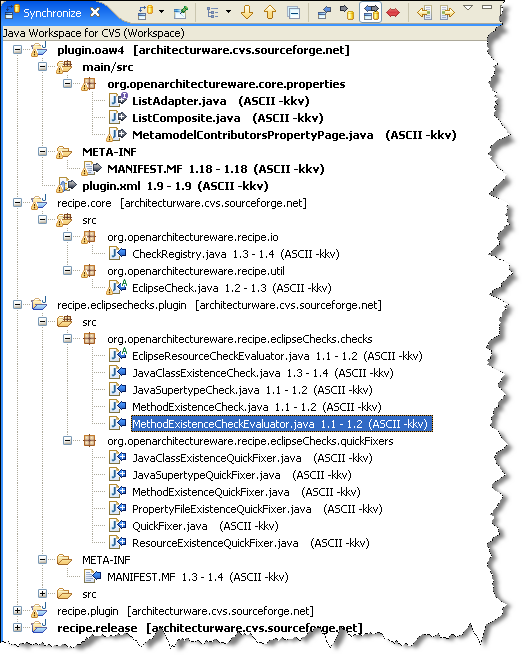 Synchronize
Java Workspace for CVS (Workspace)
plugin.oaw4 [architecturware.cvs.sourceforge.net]
main/src
org.openarchitectureware.core.properties
ListAdapter.java (ASCII -kkv)
ListComposite.java (ASCII -kkv)
MetamodelContributorsPropertyPage.java (ASCII -kkv)
META-INF
MANIFEST.MF 1.18 - 1.18 (ASCII -kkv)
plugin.xml 1.9 - 1.9 (ASCII -kkv)
recipe.core [architecturware.cvs.sourceforge.net]
src
org.openarchitectureware.recipe.io
CheckRegistry.java 1.3 - 1.4 (ASCII -kkv)
org.openarchitectureware.recipe.util
EclipseCheck.java 1.2 - 1.3 (ASCII -kkv)
recipe.eclipsechecks.plugin [architecturware.cvs.sourceforge.net]
src
org.openarchitectureware.recipe.eclipseChecks.checks
EclipseResourceCheckEvaluator.java 1.1 - 1.2 (ASCII -kkv)
JavaClassExistenceCheck.java 1.3 - 1.4 (ASCII -kkv)
JavaSupertypeCheck.java 1.1 - 1.2 (ASCII -kkv)
MethodExistenceCheck.java 1.1 - 1.2 (ASCII -kkv)
MethodExistenceCheckEvaluator.java 1.1 - 1.2 (ASCII -kkv)
org.openarchitectureware.recipe.eclipseChecks.quickFixers
JavaClassExistenceQuickFixer.java (ASCII -kkv)
JavaSupertypeQuickFixer.java (ASCII -kkv)
MethodExistenceQuickFixer.java (ASCII -kkv)
PropertyFileExistenceQuickFixer.java (ASCII -kkv)
QuickFixer.java (ASCII -kkv)
ResourceExistenceQuickFixer.java (ASCII -kkv)
META-INF
MANIFEST.MF 1.3 - 1.4 (ASCII -kkv)
src
recipe.plugin [architecturware.cvs.sourceforge.net]
recipe.release [architecturware.cvs.sourceforge.net]